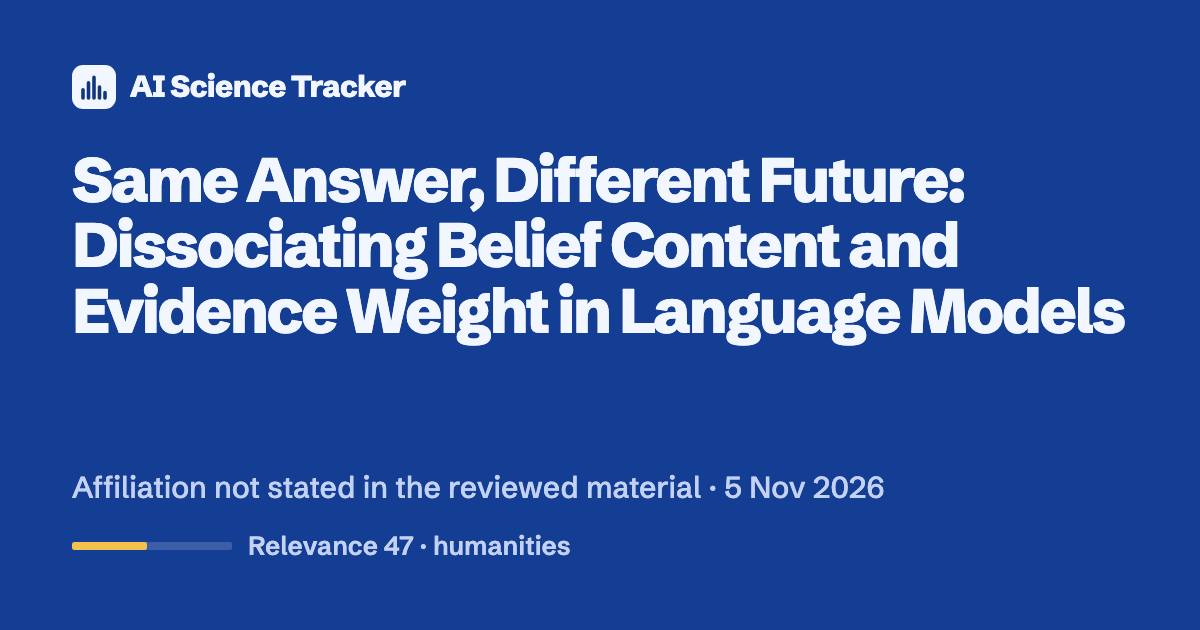 AI Science Tracker
Same Answer, Different Future:
Dissociating Belief Content and
Evidence Weight in Language Models
Affiliation not stated in the reviewed material · 5 Nov 2026
Relevance 47 · humanities